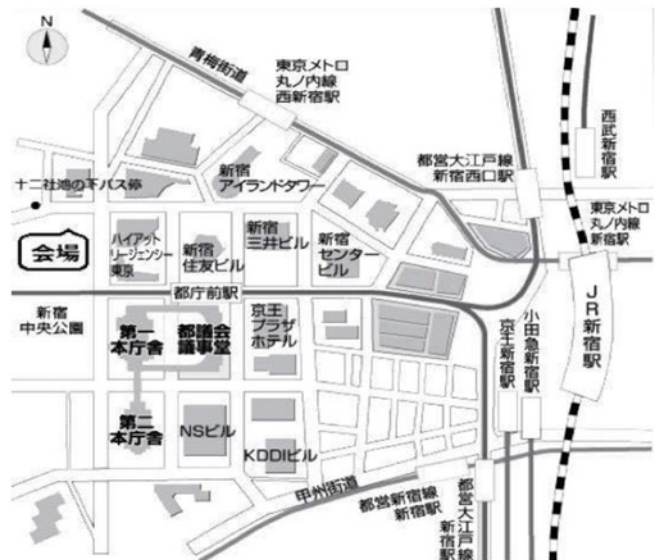 N
青梅街道
東京メトロ
丸ノ内線
西新宿駅
西武新宿駅
都営大江戸線
新宿西口駅
新宿
アイランドタワー
十二社池の下バス停
東京メトロ
丸ノ内線
新宿駅
会場
ハイアット
リージェンシー
東京
新宿
住友ビル
新宿
三井ビル
新宿
センター
ビル
都庁前駅
JR新宿駅
新宿
中央公園
第一
本庁舎
都議会
議事堂
京王
プラザ
ホテル
小田急新宿駅
京王新宿駅
第二
本庁舎
NSビル
KDDIビル
甲州街道
都営新宿線
新宿駅
都営大江戸線
新宿駅